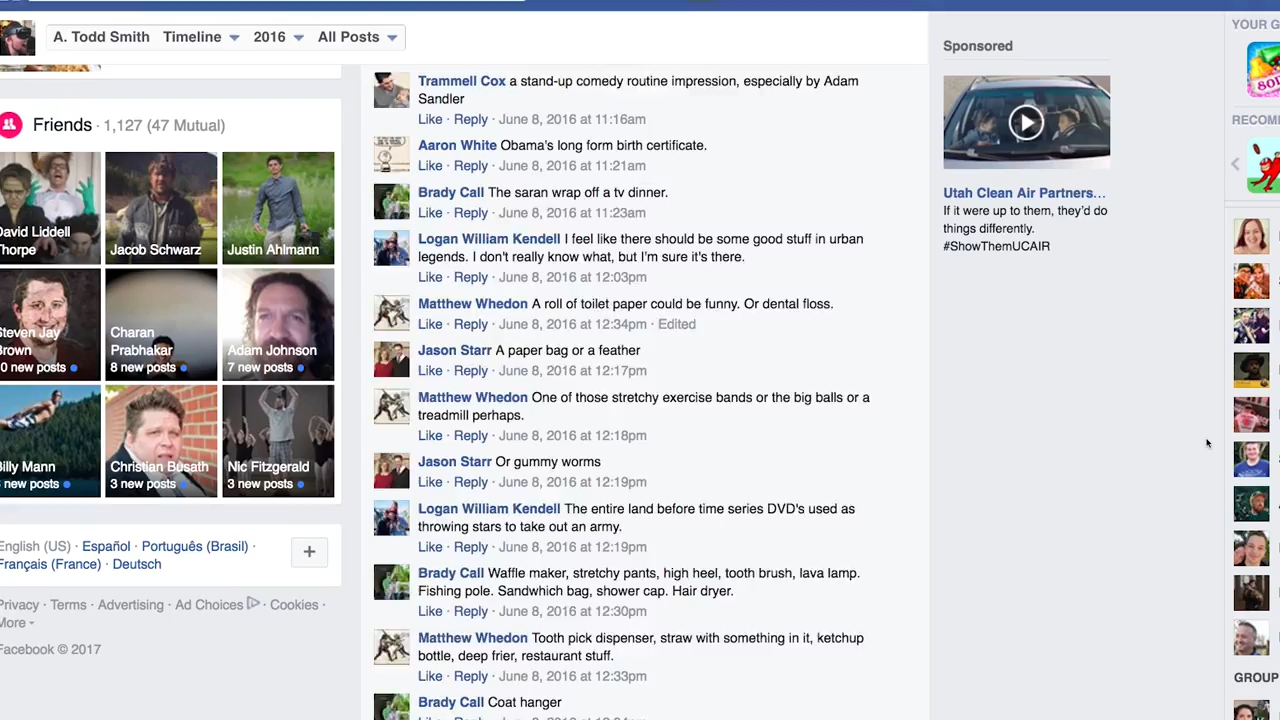 A. Todd Smith Timeline 2016 All Posts
Friends · 1,127 (47 Mutual)
David Liddell
Thorpe
Jacob Schwarz
Justin Ahlmann
Steven Jay
Brown
0 new posts
Charan
Prabhakar
8 new posts
Adam Johnson
7 new posts
Billy Mann
new posts
Christian Busath
3 new posts
Nic Fitzgerald
3 new posts
English (US) · Español · Português (Brasil) ·
Français (France) · Deutsch
+
Privacy · Terms · Advertising · Ad Choices · Cookies ·
More
Facebook © 2017
Trammell Cox a stand-up comedy routine impression, especially by Adam
Sandler
Like · Reply · June 8, 2016 at 11:16am
Aaron White Obama's long form birth certificate.
Like · Reply · June 8, 2016 at 11:21am
Brady Call The saran wrap off a tv dinner.
Like · Reply · June 8, 2016 at 11:23am
Logan William Kendell I feel like there should be some good stuff in urban
legends. I don't really know what, but I'm sure it's there.
Like · Reply · June 8, 2016 at 12:03pm
Matthew Whedon A roll of toilet paper could be funny. Or dental floss.
Like · Reply · June 8, 2016 at 12:34pm · Edited
Jason Starr A paper bag or a feather
Like · Reply · June 8, 2016 at 12:17pm
Matthew Whedon One of those stretchy exercise bands or the big balls or a
treadmill perhaps.
Like · Reply · June 8, 2016 at 12:18pm
Jason Starr Or gummy worms
Like · Reply · June 8, 2016 at 12:19pm
Logan William Kendell The entire land before time series DVD's used as
throwing stars to take out an army.
Like · Reply · June 8, 2016 at 12:19pm
Brady Call Waffle maker, stretchy pants, high heel, tooth brush, lava lamp.
Fishing pole. Sandwhich bag, shower cap. Hair dryer.
Like · Reply · June 8, 2016 at 12:30pm
Matthew Whedon Tooth pick dispenser, straw with something in it, ketchup
bottle, deep frier, restaurant stuff.
Like · Reply · June 8, 2016 at 12:33pm
Brady Call Coat hanger
Sponsored
Utah Clean Air Partners...
If it were up to them, they'd do
things differently.
#ShowThemUCAIR
YOUR G
RECOM
GROUP